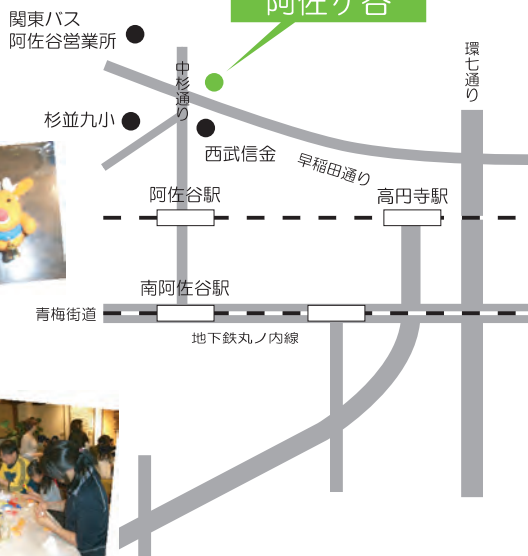 阿佐ケ谷
関東バス
阿佐谷営業所
中杉通り
環七通り
杉並九小
西武信金
早稲田通り
阿佐谷駅
高円寺駅
南阿佐谷駅
青梅街道
地下鉄丸ノ内線